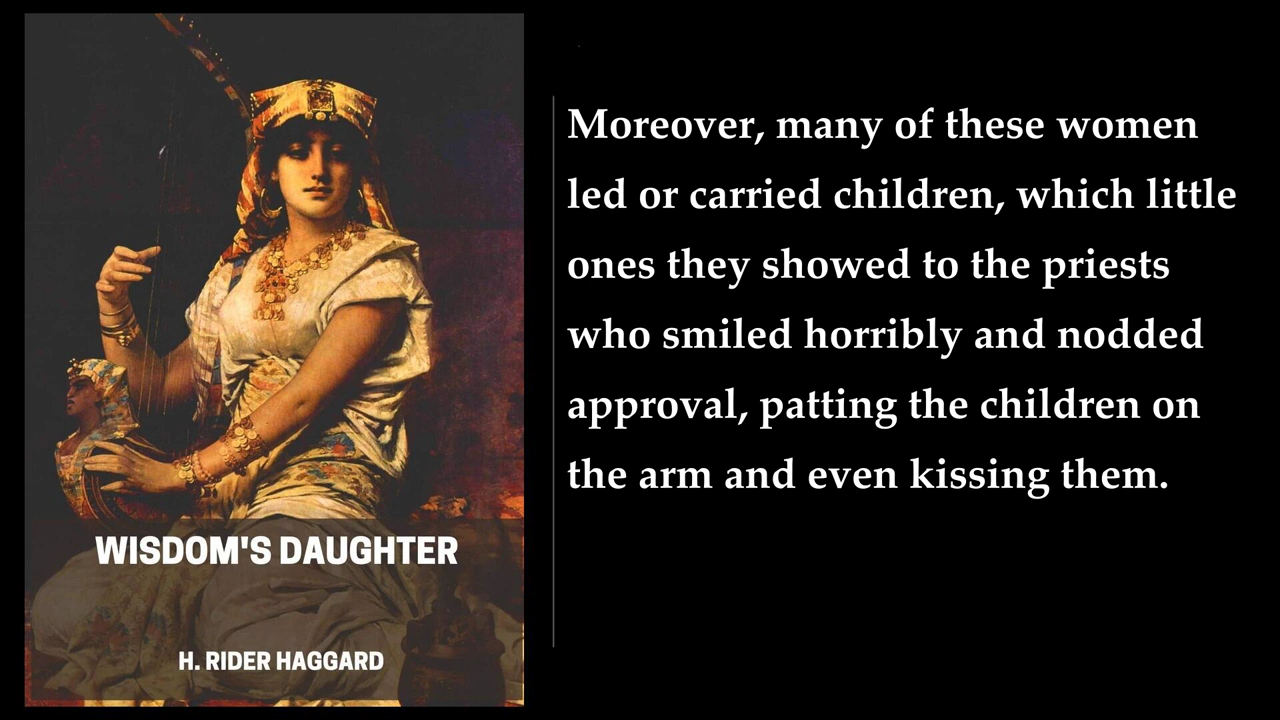 WISDOM'S DAUGHTER
H. RIDER HAGGARD
Moreover, many of these women
led or carried children, which little
ones they showed to the priests
who smiled horribly and nodded
approval, patting the children on
the arm and even kissing them.